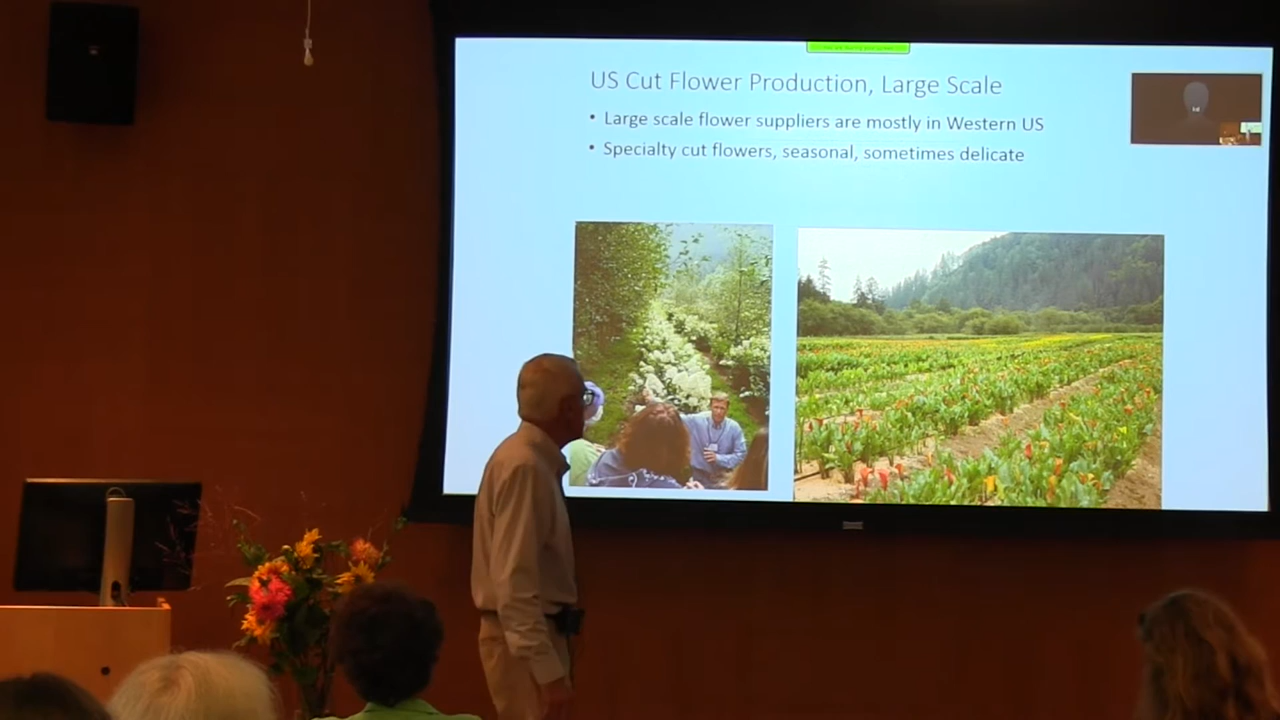 US Cut Flower Production, Large Scale
• Large scale flower suppliers are mostly in Western US
• Specialty cut flowers, seasonal, sometimes delicate